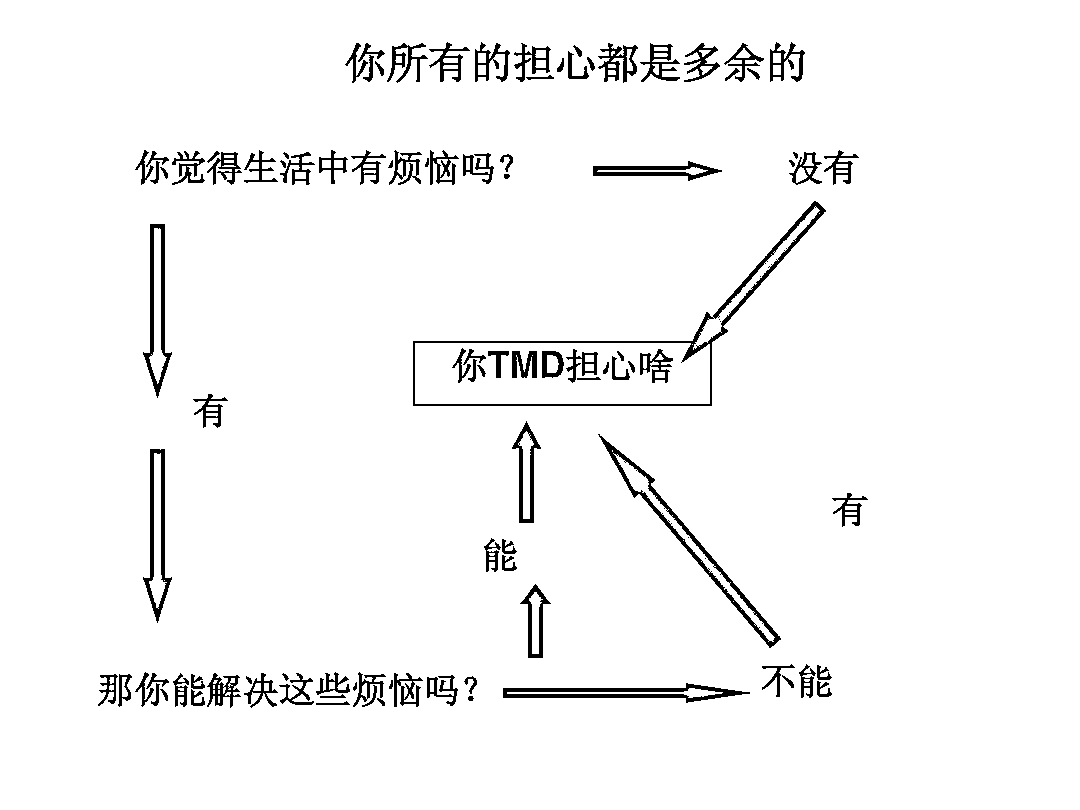 你所有的担心都是多余的
你觉得生活中有烦恼吗？
没有
你TMD担心啥
有
有
能
那你能解决这些烦恼吗？
不能